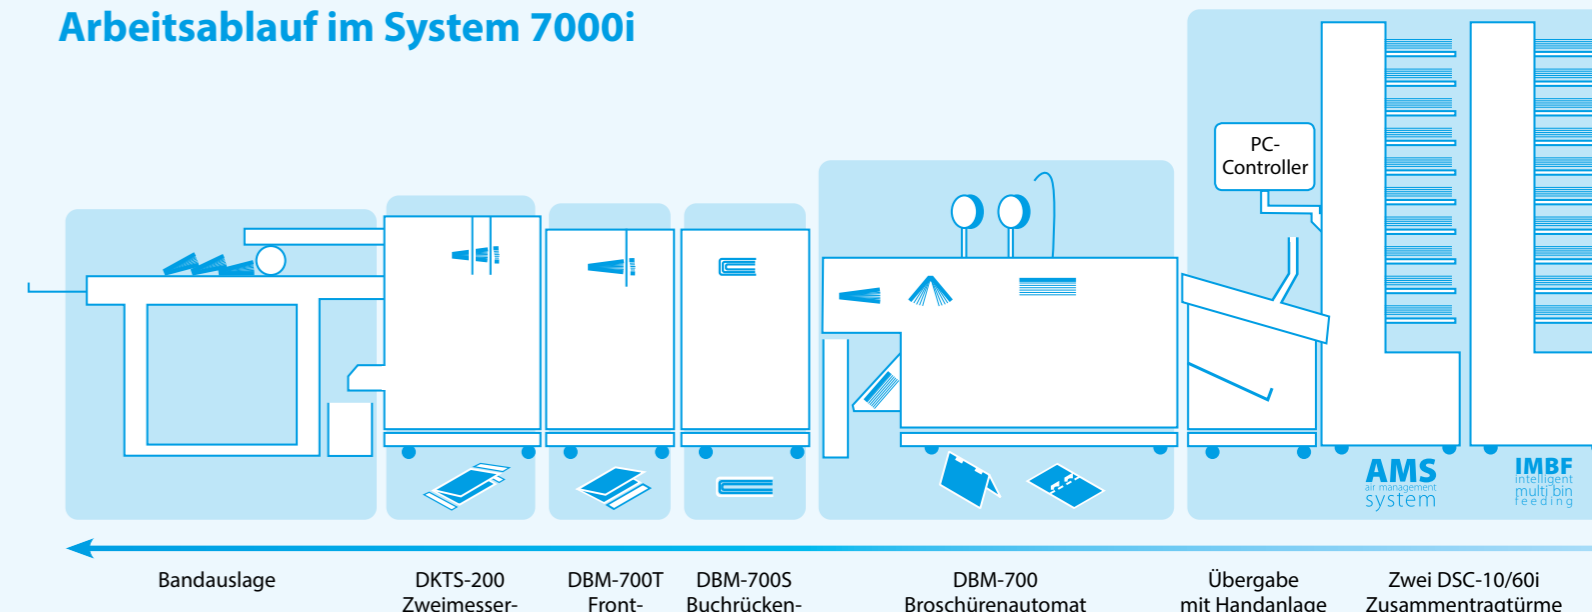 Arbeitsablauf im System 7000i
PC-
Controller
AMS
air management
system
IMBF
intelligent
multi bin
feeding
Bandauslage
DKTS-200
Zweimesser-
DBM-700T
Front-
DBM-700S
Buchrücken-
DBM-700
Broschürenautomat
Übergabe
mit Handanlage
Zwei DSC-10/60i
Zusammentragtürme